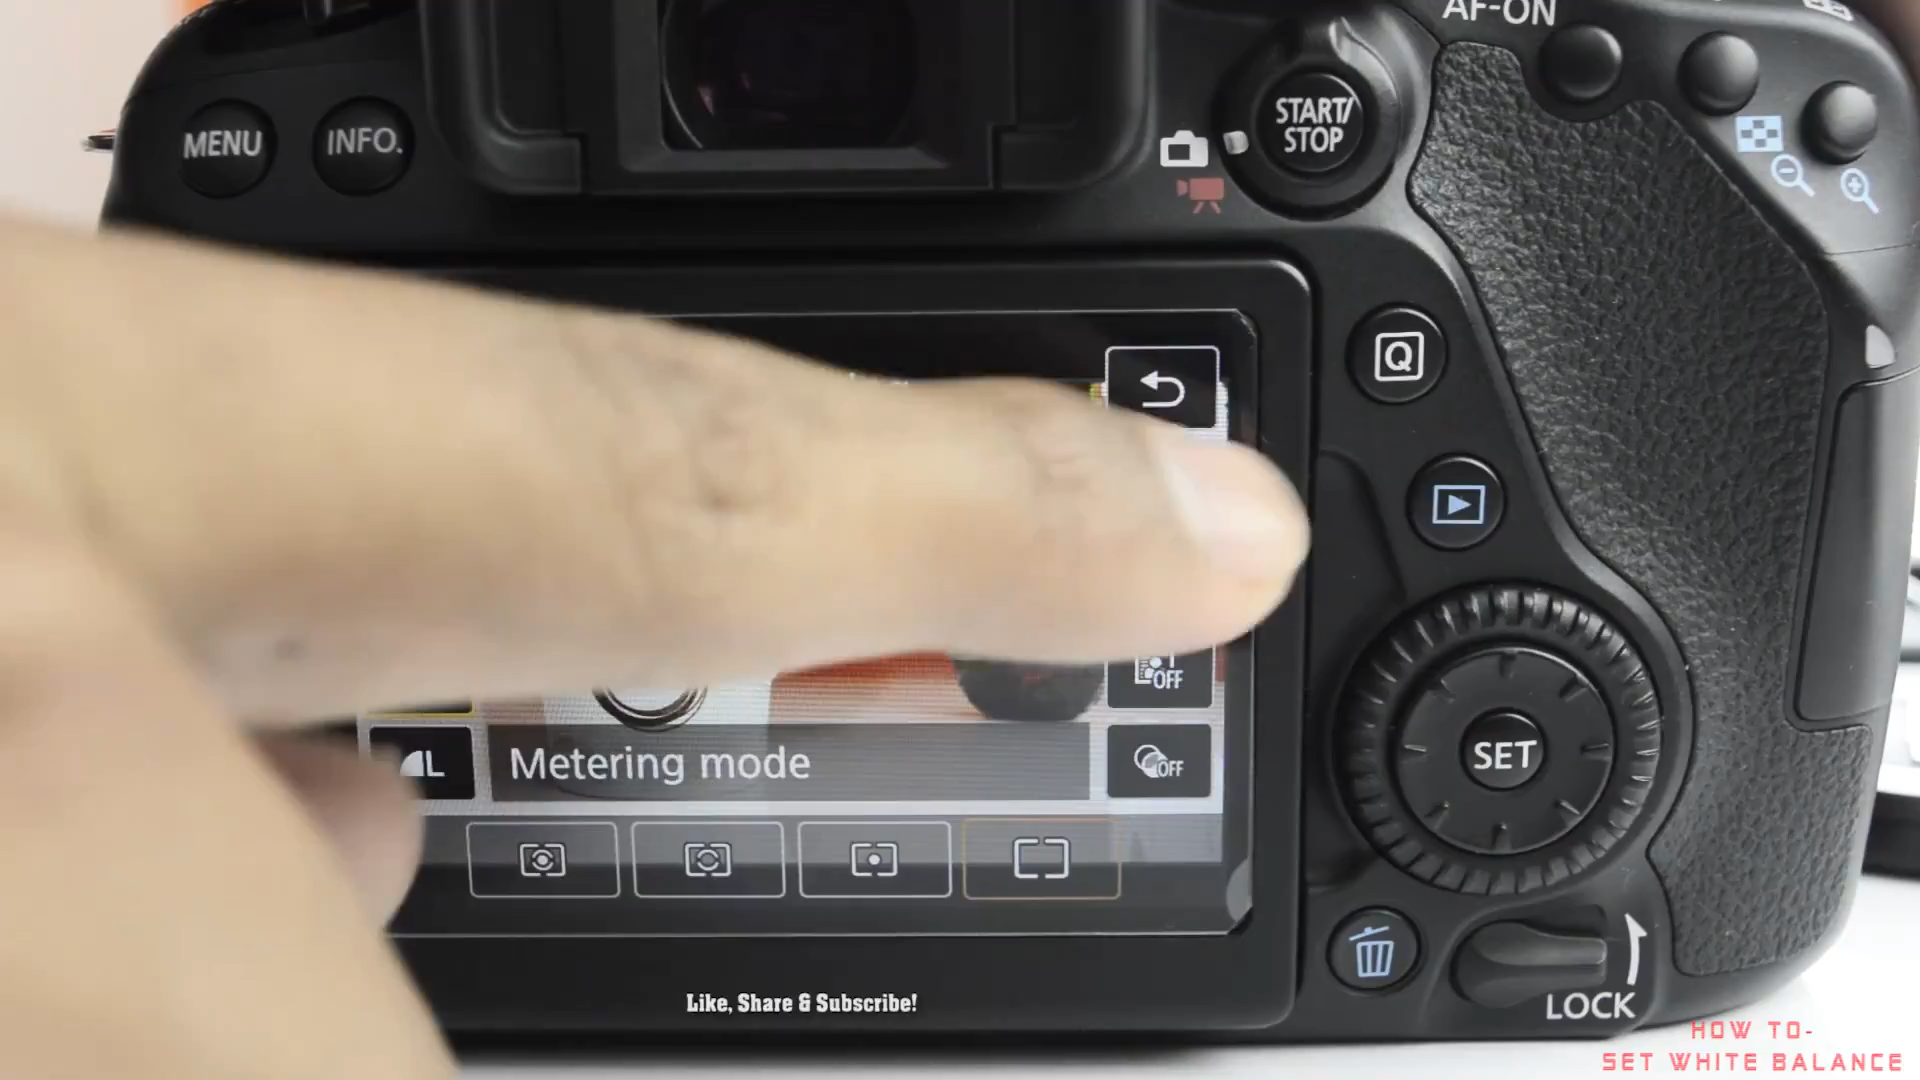 AF-ON
MENU
INFO.
START/
STOP
Q
OFF
L
Metering mode
OFF
SET
LOCK
Like, Share & Subscribe!
HOW TO-
SET WHITE BALANCE